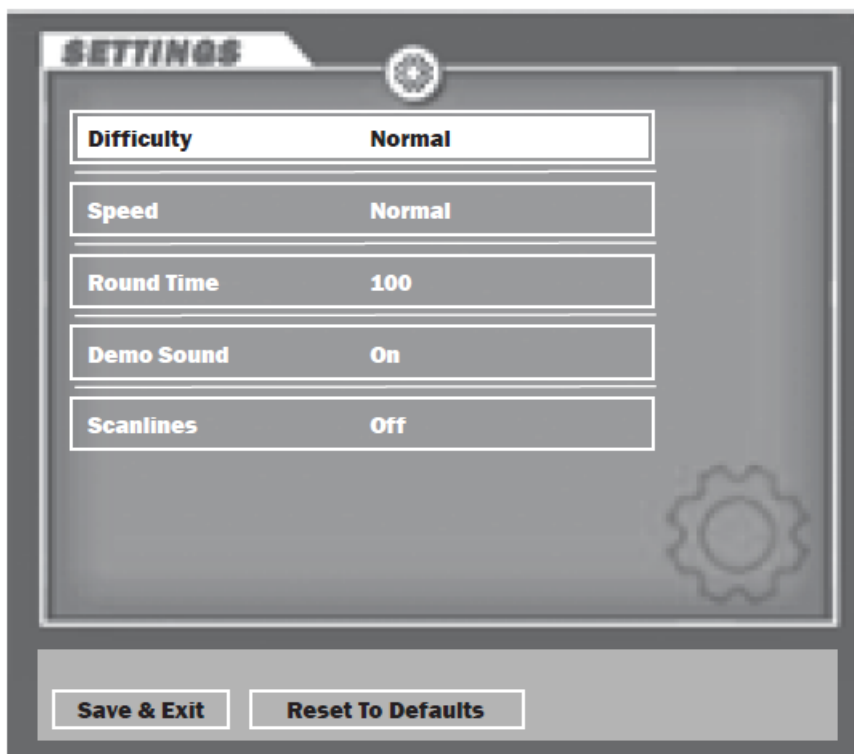 SETTINGS
Difficulty Normal
Speed Normal
Round Time 100
Demo Sound On
Scanlines Off
Save & Exit Reset To Defaults